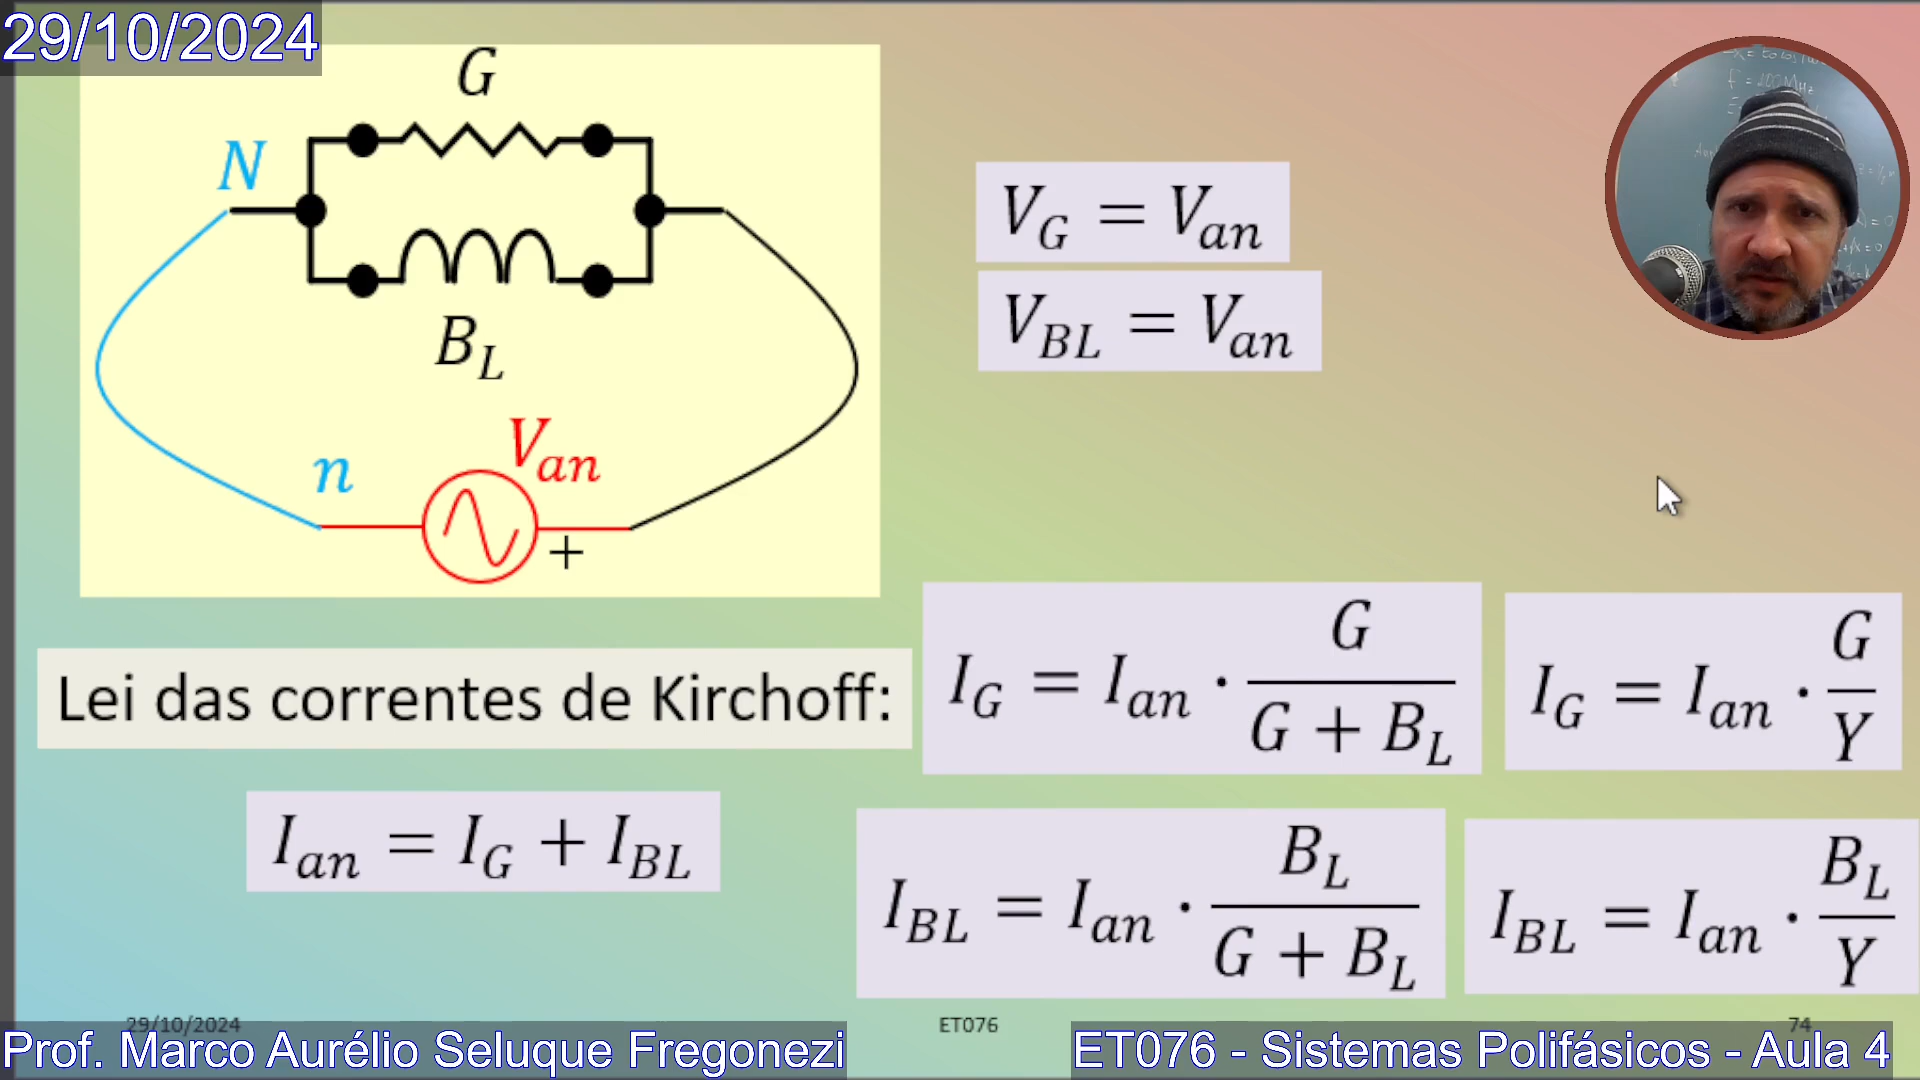 29/10/2024
G
N
B_L
V_an
n
+
V_G = V_an
V_BL = V_an
Lei das correntes de Kirchoff:
I_an = I_G + I_BL
I_G = I_an · G / (G + B_L)
I_G = I_an · G / Y
I_BL = I_an · B_L / (G + B_L)
I_BL = I_an · B_L / Y
29/10/2024
ET076
74
Prof. Marco Aurélio Seluque Fregonezi
ET076 - Sistemas Polifásicos - Aula 4